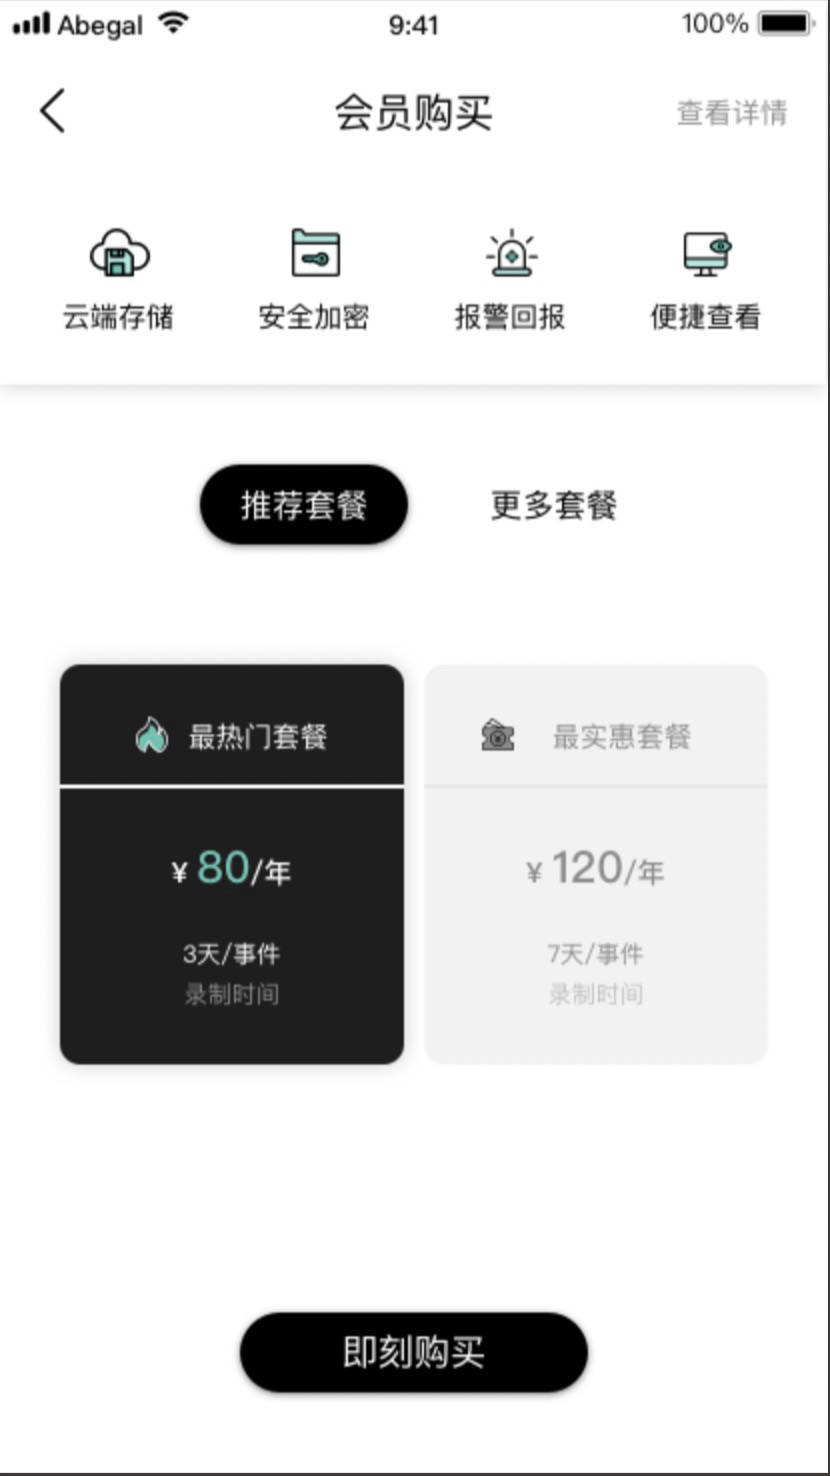 Abegal 9:41 100%
会员购买 查看详情
云端存储 安全加密 报警回报 便捷查看
推荐套餐 更多套餐
最热门套餐 最实惠套餐
¥ 80/年 ¥ 120/年
3天/事件 7天/事件
录制时间 录制时间
即刻购买